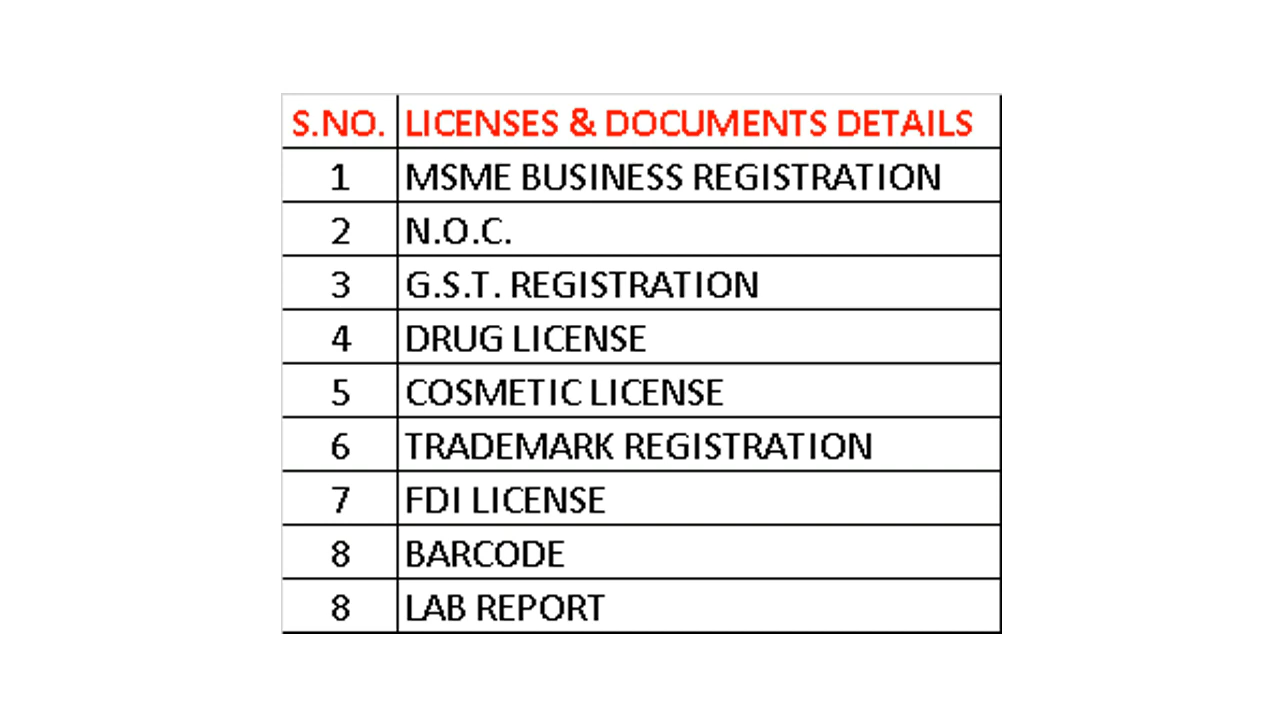 S.NO. LICENSES & DOCUMENTS DETAILS
1 MSME BUSINESS REGISTRATION
2 N.O.C.
3 G.S.T. REGISTRATION
4 DRUG LICENSE
5 COSMETIC LICENSE
6 TRADEMARK REGISTRATION
7 FDI LICENSE
8 BARCODE
8 LAB REPORT